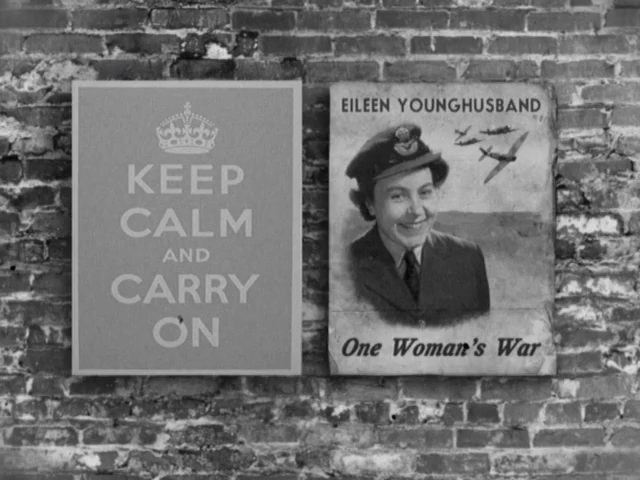 KEEP
CALM
AND
CARRY
ON
EILEEN YOUNGHUSBAND
One Woman's War